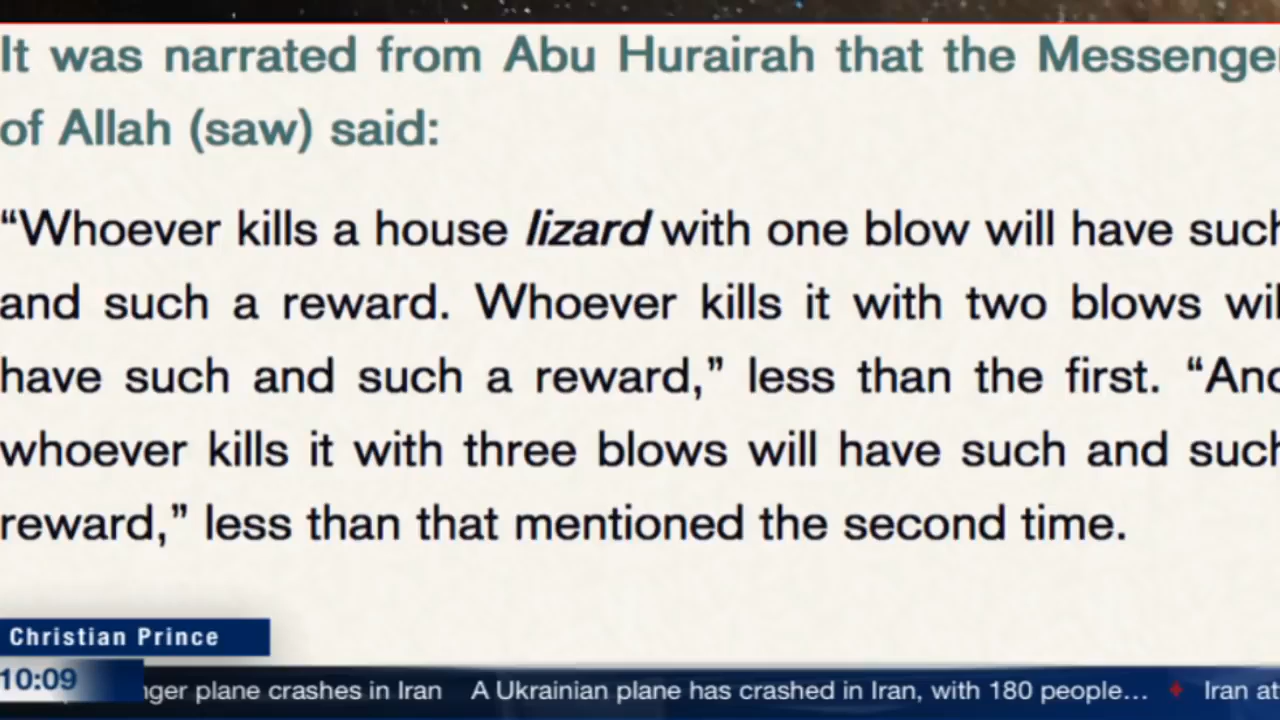 It was narrated from Abu Hurairah that the Messenger
of Allah (saw) said:
“Whoever kills a house lizard with one blow will have such
and such a reward. Whoever kills it with two blows wil
have such and such a reward,” less than the first. “And
whoever kills it with three blows will have such and such
reward,” less than that mentioned the second time.
Christian Prince
10:09
nger plane crashes in Iran A Ukrainian plane has crashed in Iran, with 180 people... Iran at